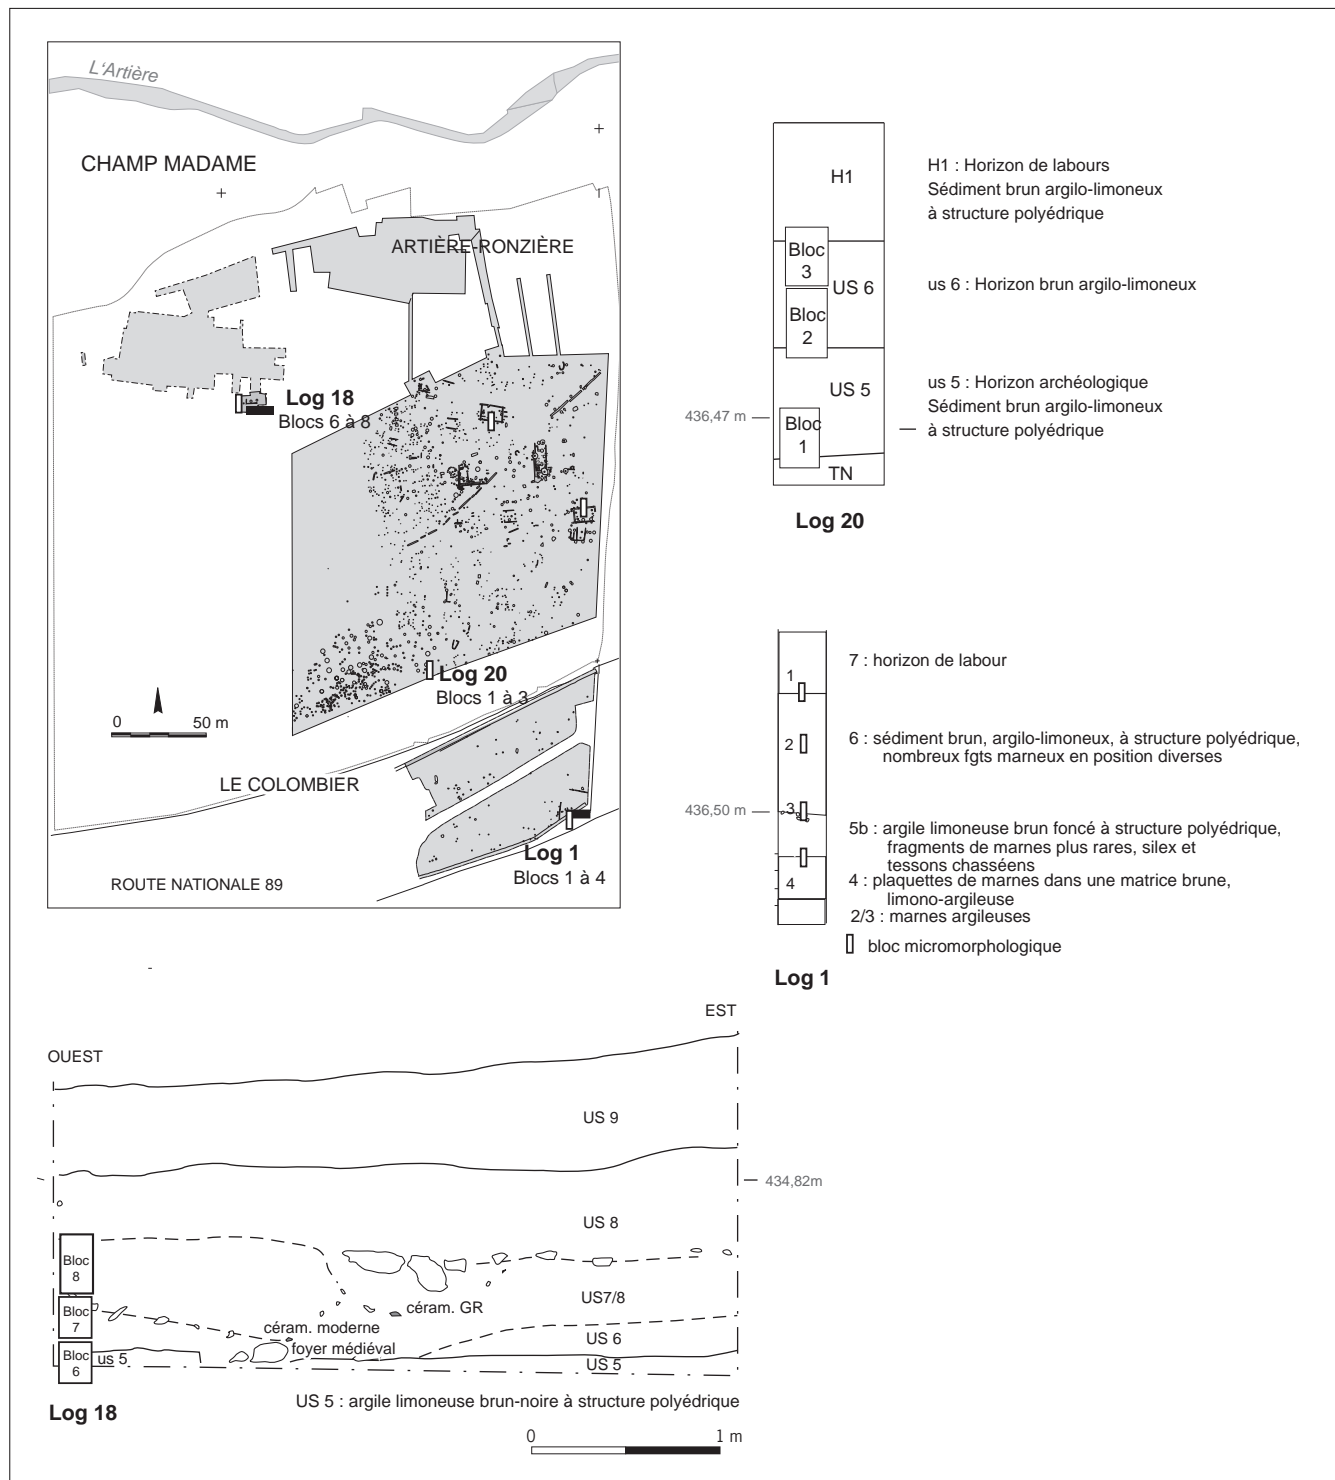 L'Artière
CHAMP MADAME
ARTIÈRE-RONZIÈRE
Log 18
Blocs 6 à 8
Log 20
Blocs 1 à 3
0 50 m
LE COLOMBIER
Log 1
Blocs 1 à 4
ROUTE NATIONALE 89
H1
Bloc
3
US 6
Bloc
2
US 5
436,47 m
Bloc
1
TN
Log 20
H1 : Horizon de labours
Sédiment brun argilo-limoneux
à structure polyédrique
us 6 : Horizon brun argilo-limoneux
us 5 : Horizon archéologique
Sédiment brun argilo-limoneux
à structure polyédrique
1
2
3
4
436,50 m
7 : horizon de labour
6 : sédiment brun, argilo-limoneux, à structure polyédrique,
nombreux fgts marneux en position diverses
5b : argile limoneuse brun foncé à structure polyédrique,
fragments de marnes plus rares, silex et
tessons chasséens
4 : plaquettes de marnes dans une matrice brune,
limono-argileuse
2/3 : marnes argileuses
bloc micromorphologique
Log 1
OUEST
EST
US 9
434,82m
US 8
Bloc
8
US7/8
céram. GR
Bloc
7
céram. moderne
foyer médiéval
US 6
Bloc
6
us 5
US 5
US 5 : argile limoneuse brun-noire à structure polyédrique
Log 18
0 1 m